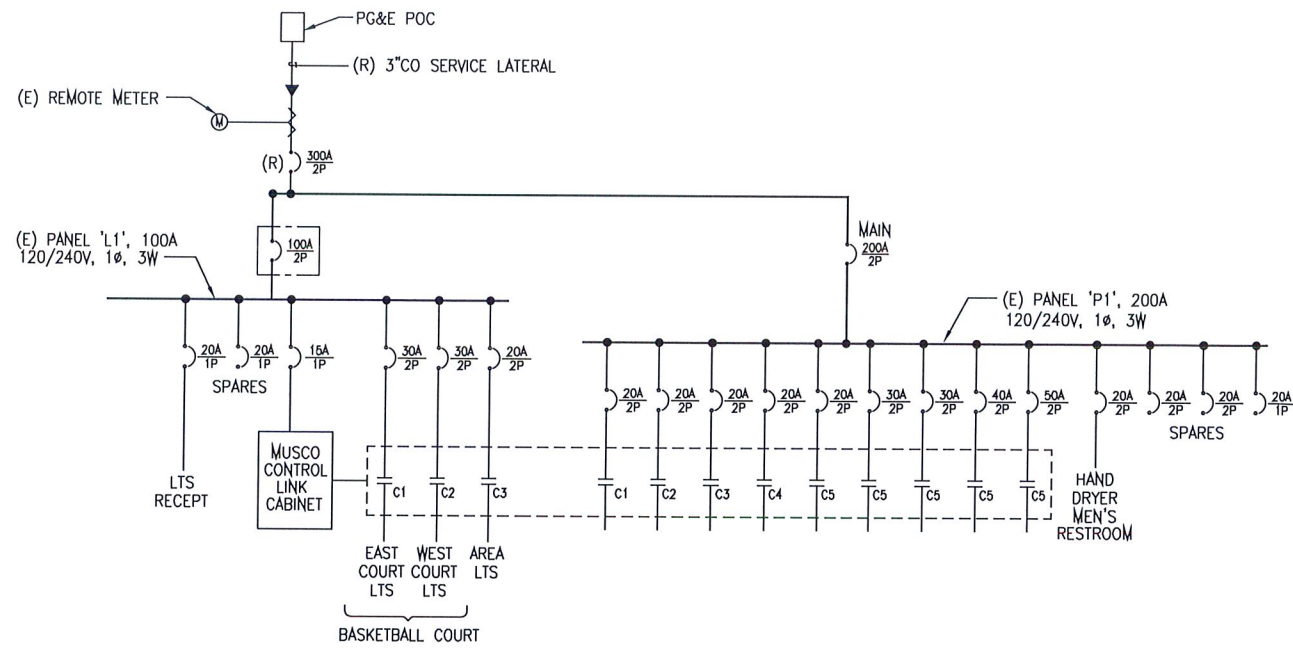 PG&E POC
(R) 3"CO SERVICE LATERAL
(E) REMOTE METER
M
(R)
300A
2P
(E) PANEL 'L1', 100A
120/240V, 1ø, 3W
100A
2P
MAIN
200A
2P
(E) PANEL 'P1', 200A
120/240V, 1ø, 3W
20A
1P
20A
1P
15A
1P
30A
2P
30A
2P
20A
2P
SPARES
20A
2P
20A
2P
20A
2P
20A
2P
20A
2P
30A
2P
30A
2P
40A
2P
50A
2P
20A
2P
20A
2P
20A
2P
20A
1P
SPARES
MUSCO
CONTROL
LINK
CABINET
LTS
RECEPT
C1
C2
C3
C1
C2
C3
C4
C5
C5
C5
C5
C5
HAND
DRYER
MEN'S
RESTROOM
EAST
COURT
LTS
WEST
COURT
LTS
AREA
LTS
BASKETBALL COURT